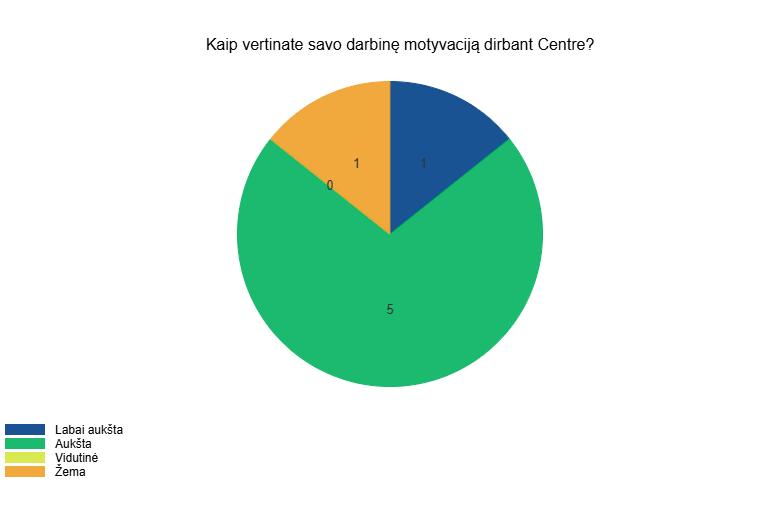 Kaip vertinate savo darbinę motyvaciją dirbant Centre?
1
1
0
5
Labai aukšta
Aukšta
Vidutinė
Žema